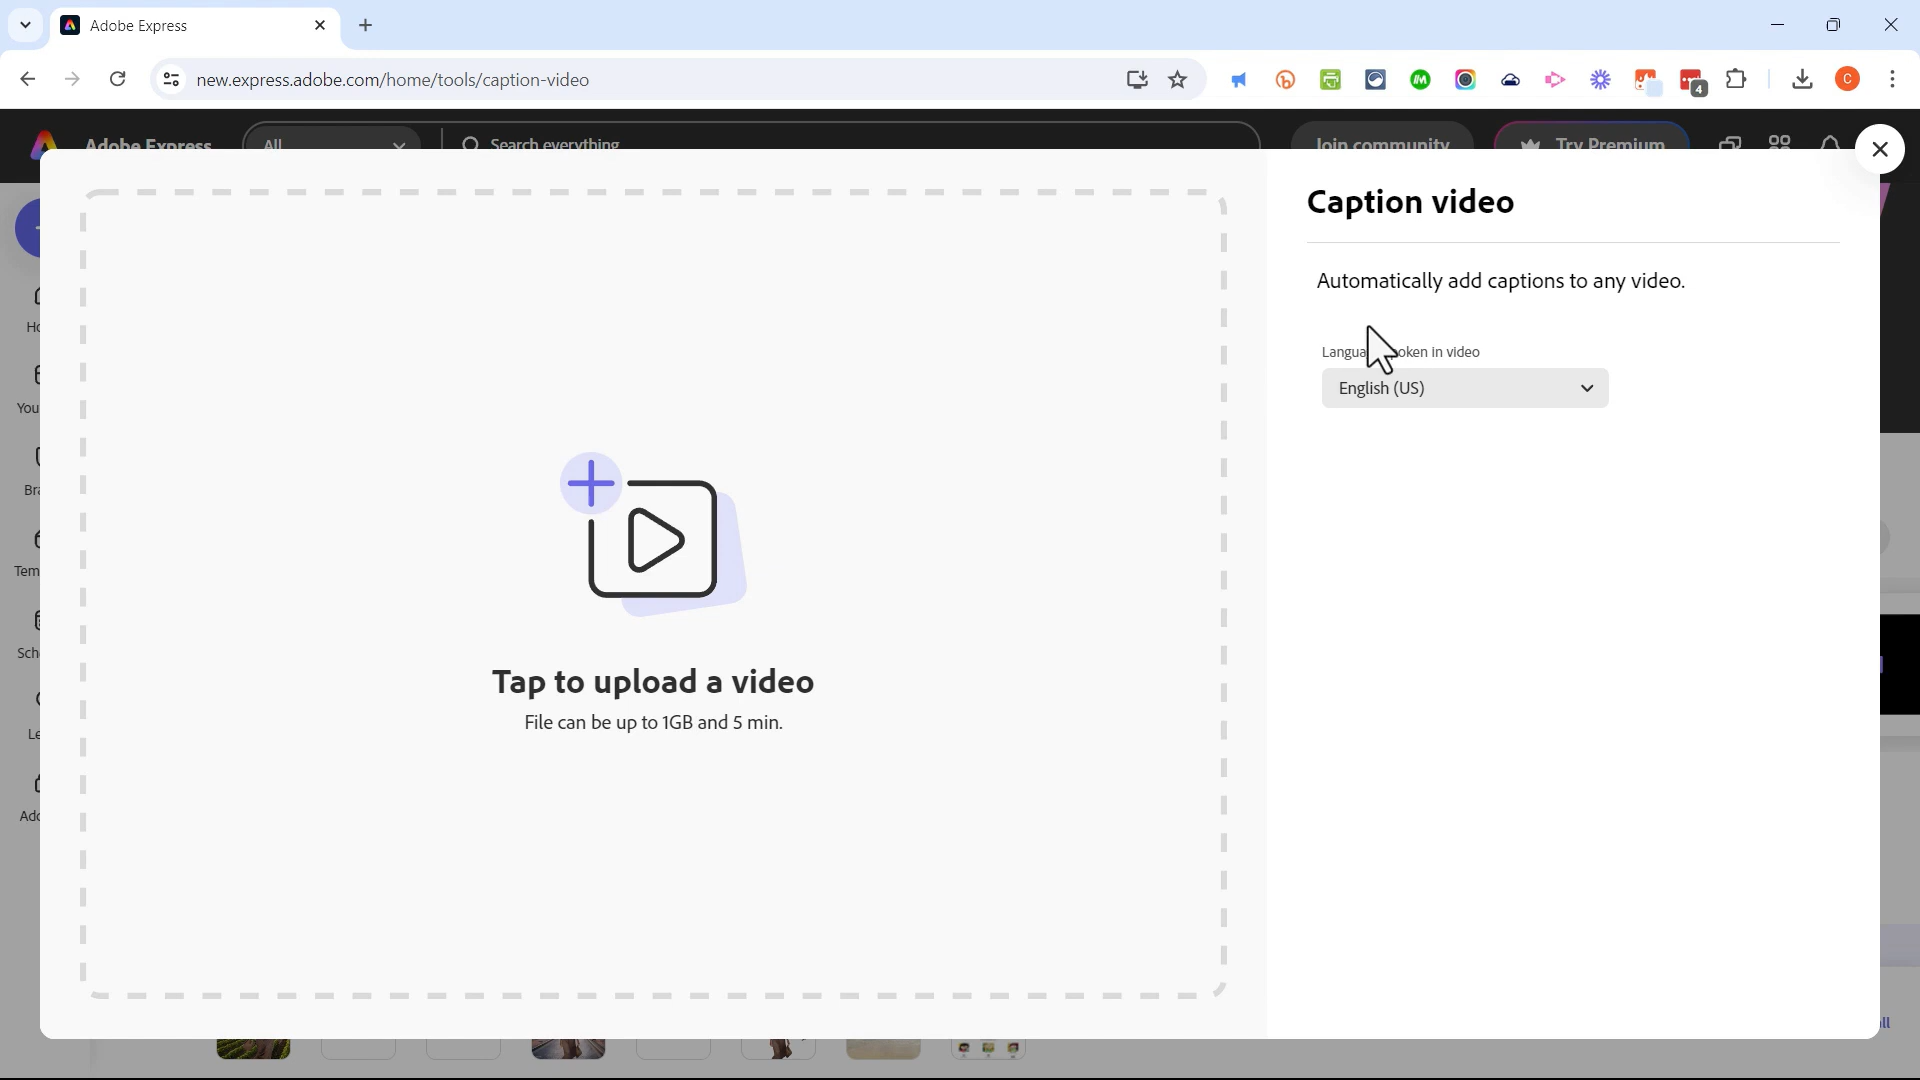 Adobe Express
new.express.adobe.com/home/tools/caption-video
C
4
Adobe Express
All
Search everything
Join community
Try Premium
Caption video
Automatically add captions to any video.
English (US)
Tap to upload a video
File can be up to 1GB and 5 min.